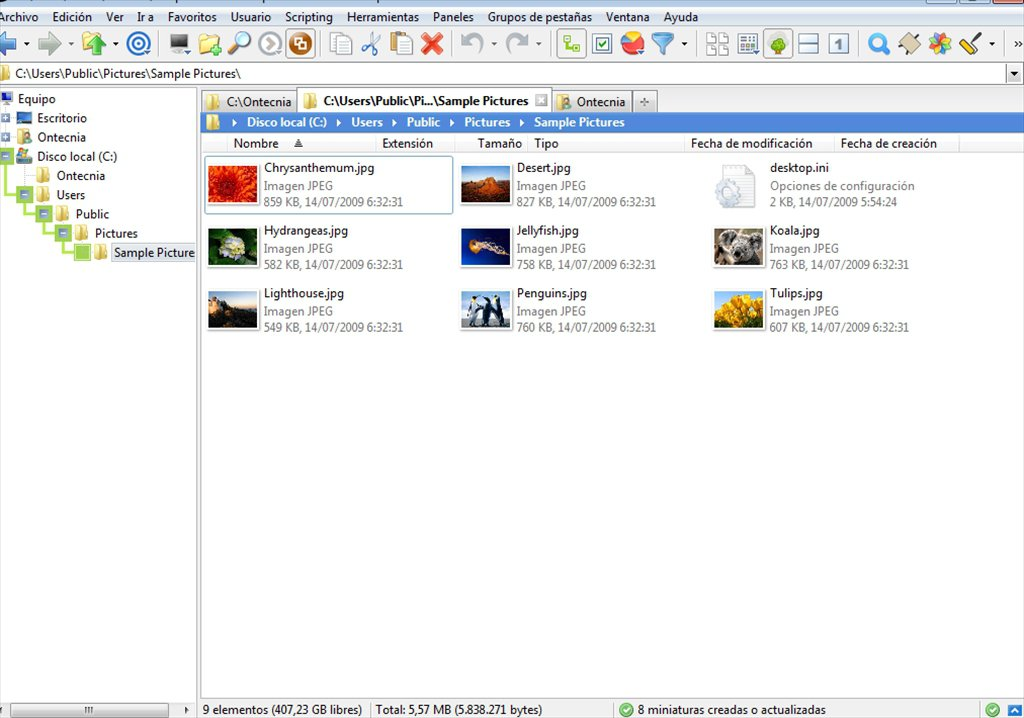 Archivo Edición Ver Ir a Favoritos Usuario Scripting Herramientas Paneles Grupos de pestañas Ventana Ayuda
1
»
C:\Users\Public\Pictures\Sample Pictures\
Equipo
Escritorio
Ontecnia
Disco local (C:)
Ontecnia
Users
Public
Pictures
Sample Picture
C:\Ontecnia C:\Users\Public\Pi...\Sample Pictures Ontecnia
Disco local (C:) Users Public Pictures Sample Pictures
Nombre Extensión Tamaño Tipo Fecha de modificación Fecha de creación
Chrysanthemum.jpg
Imagen JPEG
859 KB, 14/07/2009 6:32:31
Desert.jpg
Imagen JPEG
827 KB, 14/07/2009 6:32:31
desktop.ini
Opciones de configuración
2 KB, 14/07/2009 5:54:24
Hydrangeas.jpg
Imagen JPEG
582 KB, 14/07/2009 6:32:31
Jellyfish.jpg
Imagen JPEG
758 KB, 14/07/2009 6:32:31
Koala.jpg
Imagen JPEG
763 KB, 14/07/2009 6:32:31
Lighthouse.jpg
Imagen JPEG
549 KB, 14/07/2009 6:32:31
Penguins.jpg
Imagen JPEG
760 KB, 14/07/2009 6:32:31
Tulips.jpg
Imagen JPEG
607 KB, 14/07/2009 6:32:31
9 elementos (407,23 GB libres) Total: 5,57 MB (5.838.271 bytes) 8 miniaturas creadas o actualizadas